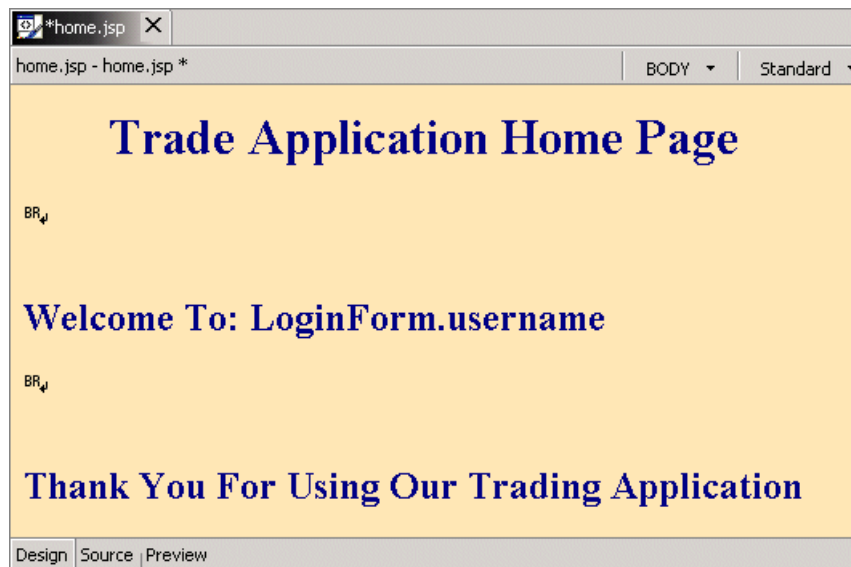 *home.jsp
home.jsp - home.jsp * BODY Standard
Trade Application Home Page
BR
Welcome To: LoginForm.username
BR
Thank You For Using Our Trading Application
Design Source Preview